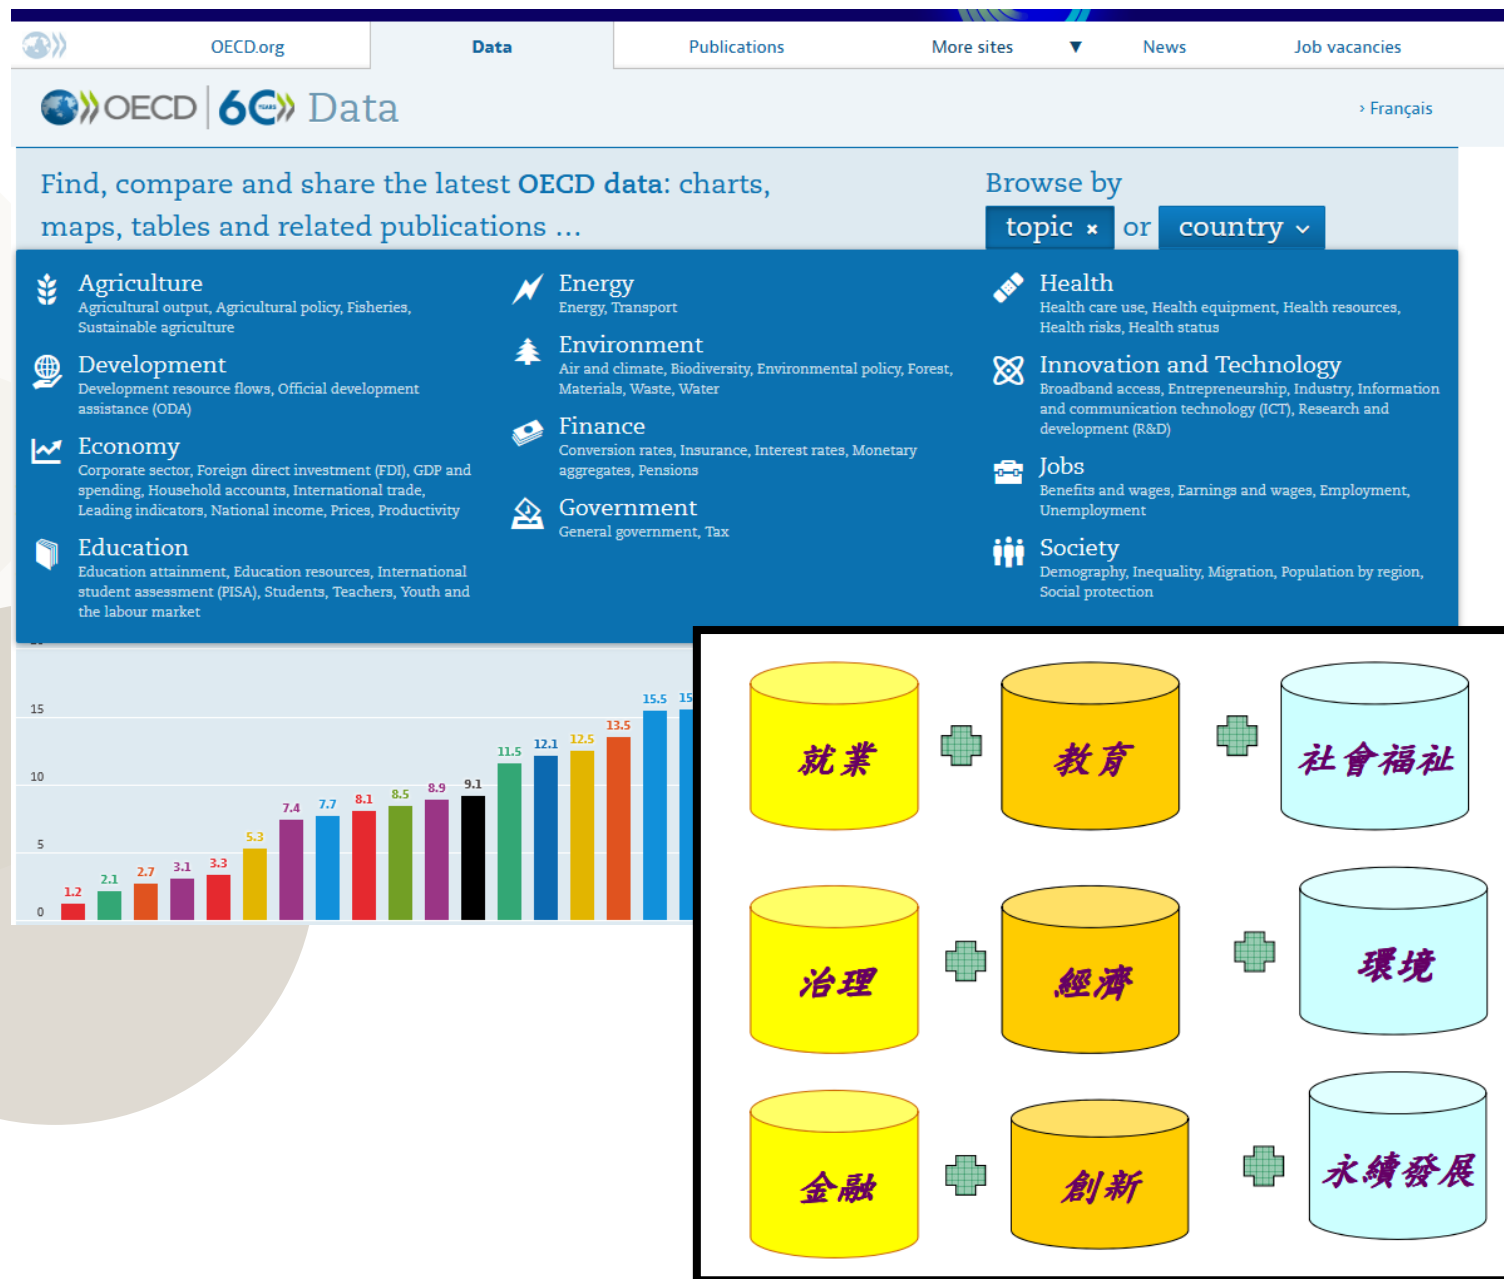 OECD.org Data Publications More sites ▼ News Job vacancies
OECD 60 YEARS Data
› Français
Find, compare and share the latest OECD data: charts,
maps, tables and related publications ...
Browse by
topic × or country
Agriculture
Agricultural output, Agricultural policy, Fisheries,
Sustainable agriculture
Development
Development resource flows, Official development
assistance (ODA)
Economy
Corporate sector, Foreign direct investment (FDI), GDP and
spending, Household accounts, International trade,
Leading indicators, National income, Prices, Productivity
Education
Education attainment, Education resources, International
student assessment (PISA), Students, Teachers, Youth and
the labour market
Energy
Energy, Transport
Environment
Air and climate, Biodiversity, Environmental policy, Forest,
Materials, Waste, Water
Finance
Conversion rates, Insurance, Interest rates, Monetary
aggregates, Pensions
Government
General government, Tax
Health
Health care use, Health equipment, Health resources,
Health risks, Health status
Innovation and Technology
Broadband access, Entrepreneurship, Industry, Information
and communication technology (ICT), Research and
development (R&D)
Jobs
Benefits and wages, Earnings and wages, Employment,
Unemployment
Society
Demography, Inequality, Migration, Population by region,
Social protection
15
10
5
0
1.2 2.1 2.7 3.1 3.3 5.3 7.4 7.7 8.1 8.5 8.9 9.1 11.5 12.1 12.5 13.5 15.5
就業 教育 社會福祉
治理 經濟 環境
金融 創新 永續發展